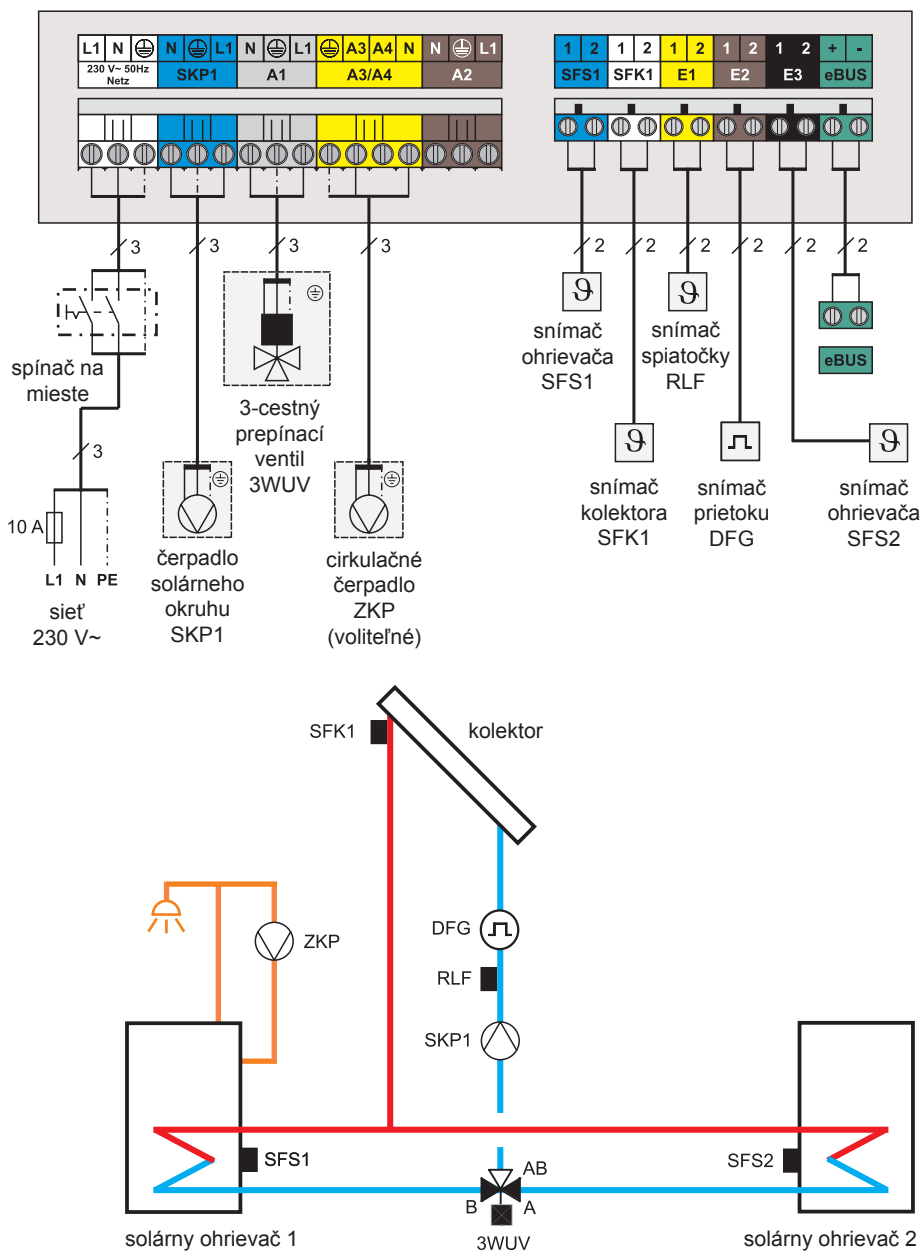 L1 N N L1 N L1 A3 A4 N N L1
230 V~ 50Hz
Netz
SKP1 A1 A3/A4 A2
1 2 1 2 1 2 1 2 1 2 + -
SFS1 SFK1 E1 E2 E3 eBUS
3 3 3 3 2 2 2 2 2 2
spínač na
mieste
3
10 A
L1 N PE
sieť
230 V~
čerpadlo
solárneho
okruhu
SKP1
3-cestný
prepínací
ventil
3WUV
cirkulačné
čerpadlo
ZKP
(voliteľné)
ϑ
snímač
ohrievača
SFS1
ϑ
snímač
spiatočky
RLF
eBUS
ϑ
snímač
kolektora
SFK1
snímač
prietoku
DFG
ϑ
snímač
ohrievača
SFS2
SFK1
kolektor
DFG
ZKP
RLF
SKP1
SFS1
SFS2
AB
B
A
3WUV
solárny ohrievač 1
solárny ohrievač 2